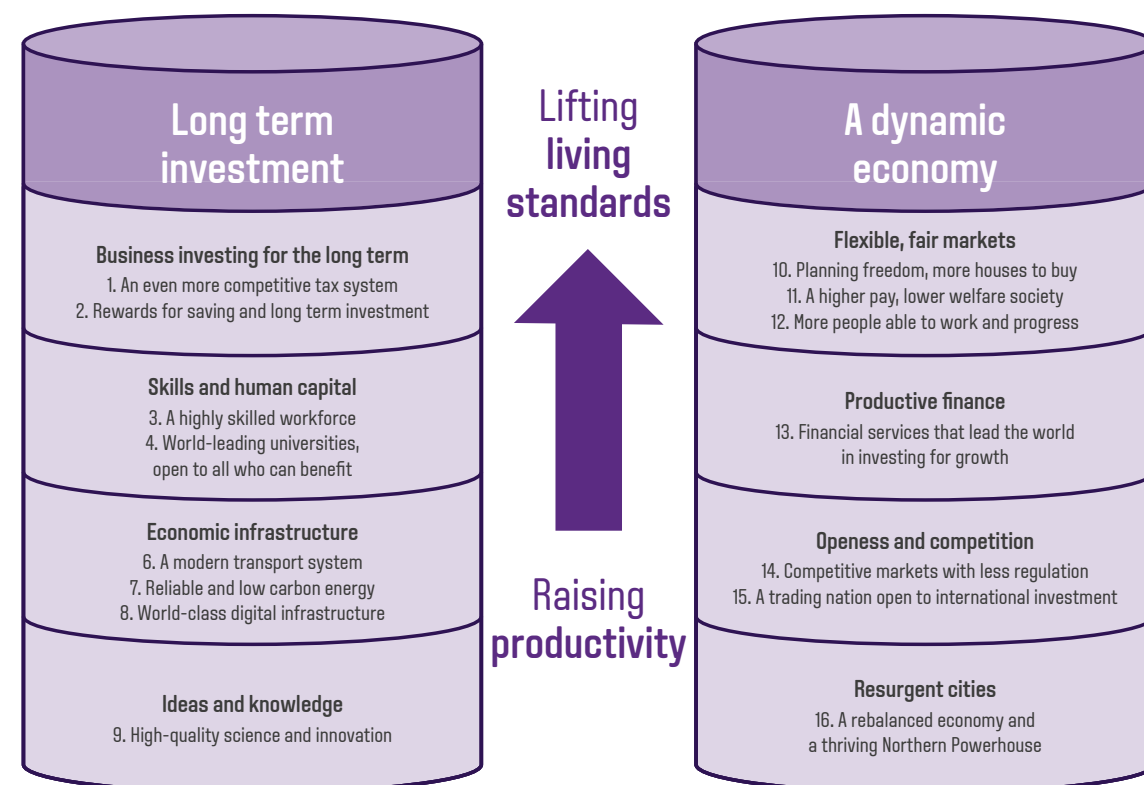 Long term
investment
Business investing for the long term
1. An even more competitive tax system
2. Rewards for saving and long term investment
Skills and human capital
3. A highly skilled workforce
4. World-leading universities,
open to all who can benefit
Economic infrastructure
6. A modern transport system
7. Reliable and low carbon energy
8. World-class digital infrastructure
Ideas and knowledge
9. High-quality science and innovation
Lifting
living
standards
Raising
productivity
A dynamic
economy
Flexible, fair markets
10. Planning freedom, more houses to buy
11. A higher pay, lower welfare society
12. More people able to work and progress
Productive finance
13. Financial services that lead the world
in investing for growth
Openess and competition
14. Competitive markets with less regulation
15. A trading nation open to international investment
Resurgent cities
16. A rebalanced economy and
a thriving Northern Powerhouse